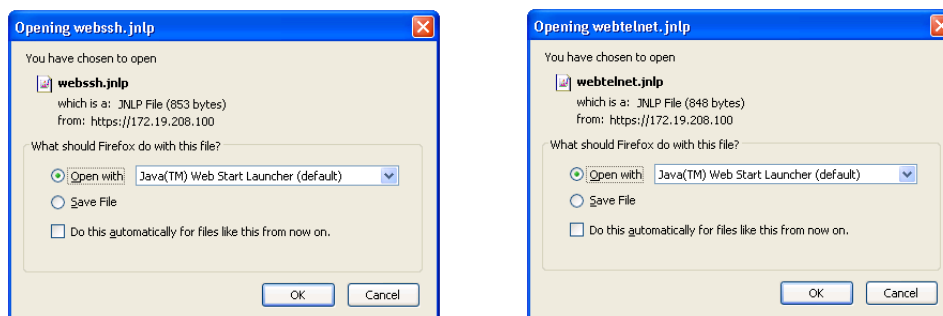 Opening webssh.jnlp
You have chosen to open
webssh.jnlp
which is a: JNLP File (853 bytes)
from: https://172.19.208.100
What should Firefox do with this file?
Open with Java(TM) Web Start Launcher (default)
Save File
Do this automatically for files like this from now on.
OK Cancel
Opening webtelnet.jnlp
You have chosen to open
webtelnet.jnlp
which is a: JNLP File (848 bytes)
from: https://172.19.208.100
What should Firefox do with this file?
Open with Java(TM) Web Start Launcher (default)
Save File
Do this automatically for files like this from now on.
OK Cancel